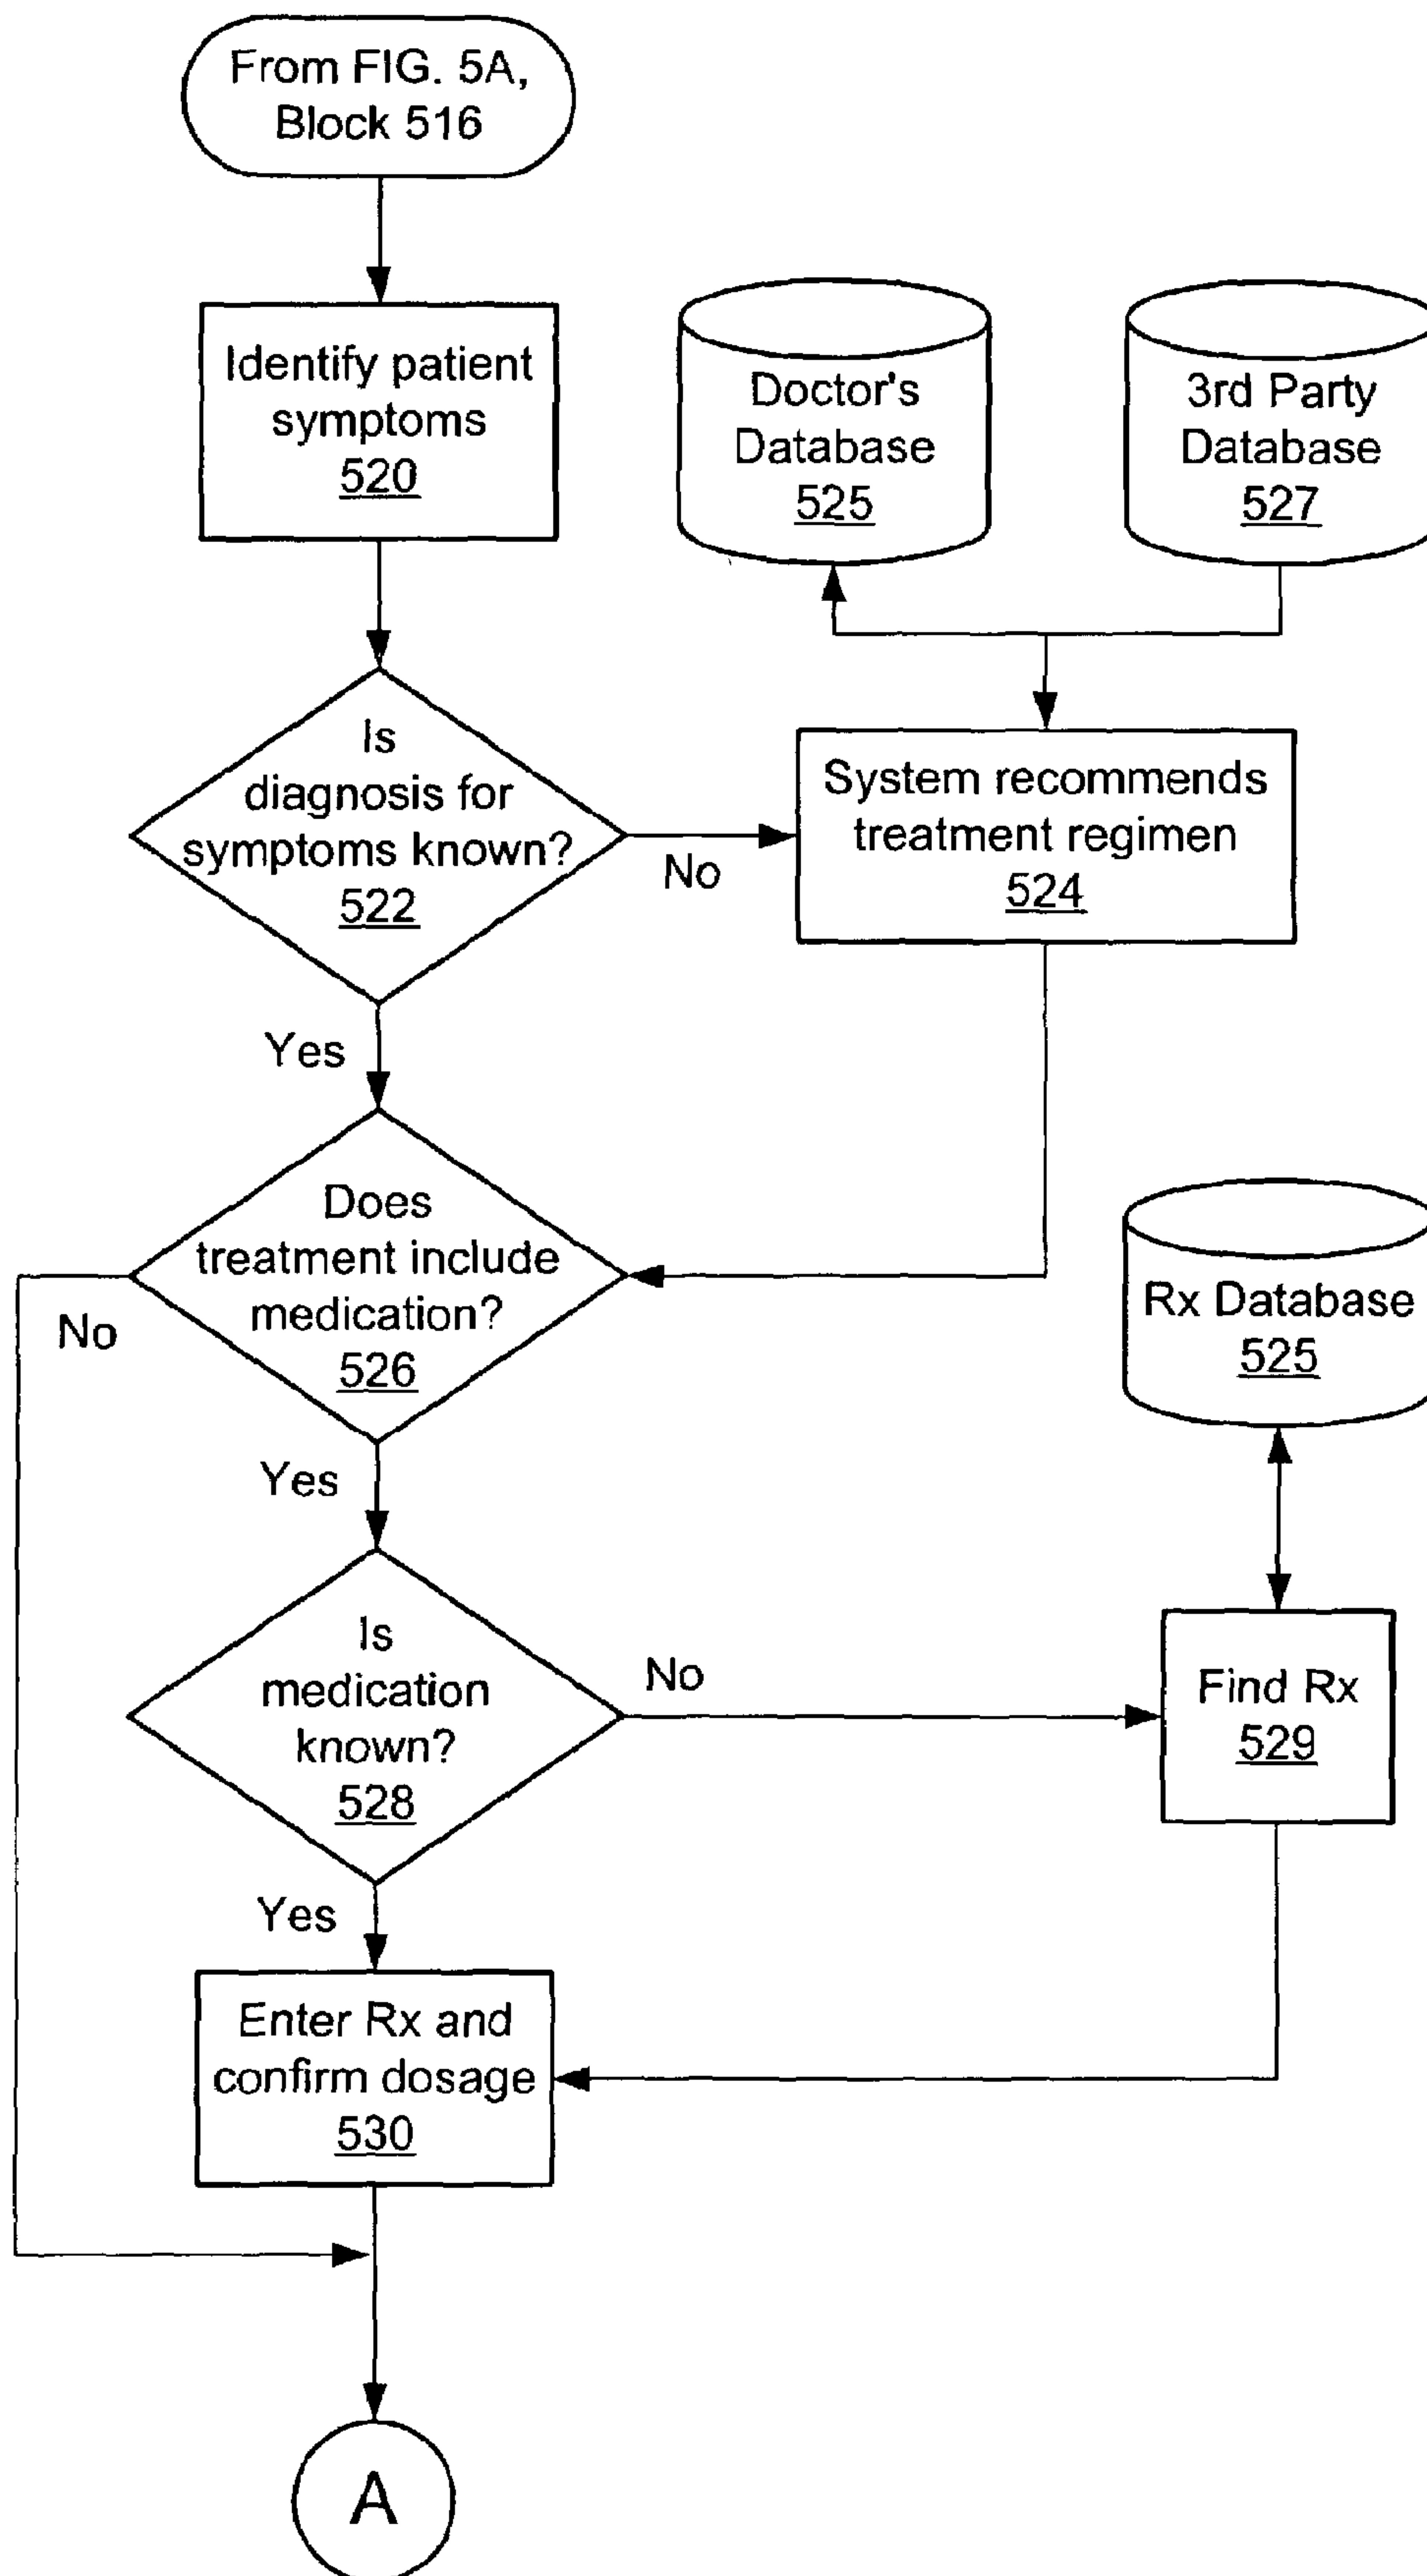 From FIG. 5A,
Block 516
Identify patient
symptoms
520
Doctor's
Database
525
3rd Party
Database
527
Is
diagnosis for
symptoms known?
522
No
System recommends
treatment regimen
524
Yes
Does
treatment include
medication?
526
No
Rx Database
525
Yes
Is
medication
known?
528
No
Find Rx
529
Yes
Enter Rx and
confirm dosage
530
A